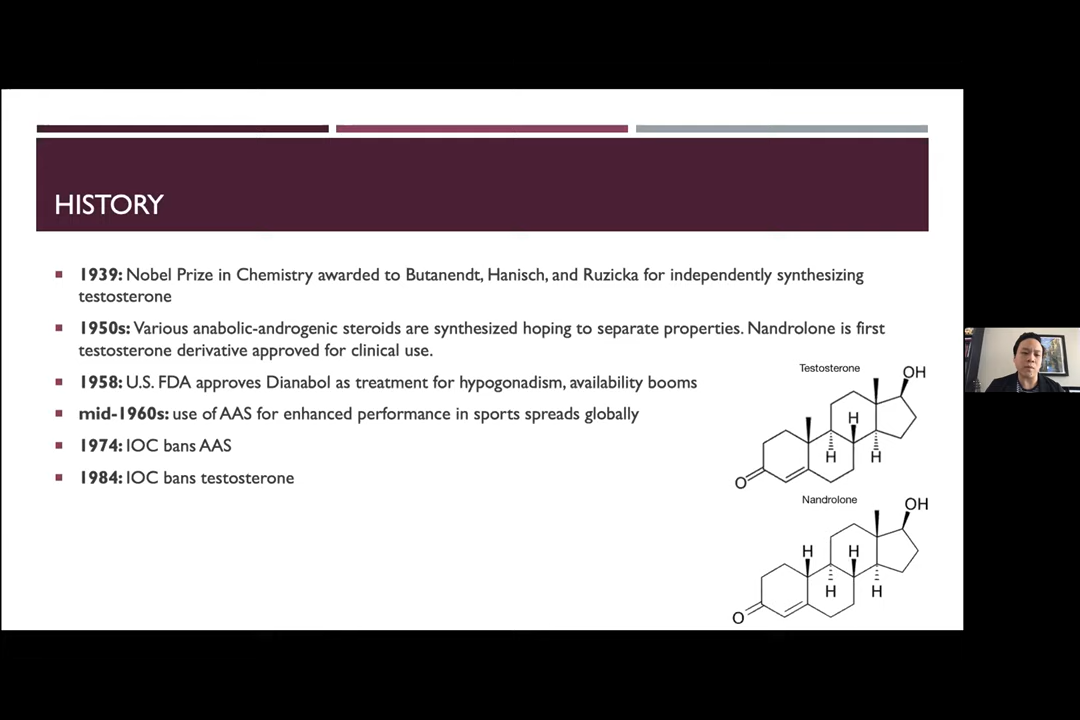 HISTORY
1939: Nobel Prize in Chemistry awarded to Butanendt, Hanisch, and Ruzicka for independently synthesizing
testosterone
1950s: Various anabolic-androgenic steroids are synthesized hoping to separate properties. Nandrolone is first
testosterone derivative approved for clinical use.
1958: U.S. FDA approves Dianabol as treatment for hypogonadism, availability booms
mid-1960s: use of AAS for enhanced performance in sports spreads globally
1974: IOC bans AAS
1984: IOC bans testosterone
Testosterone
OH
H
H
H
O
Nandrolone
OH
H
H
H
H
O